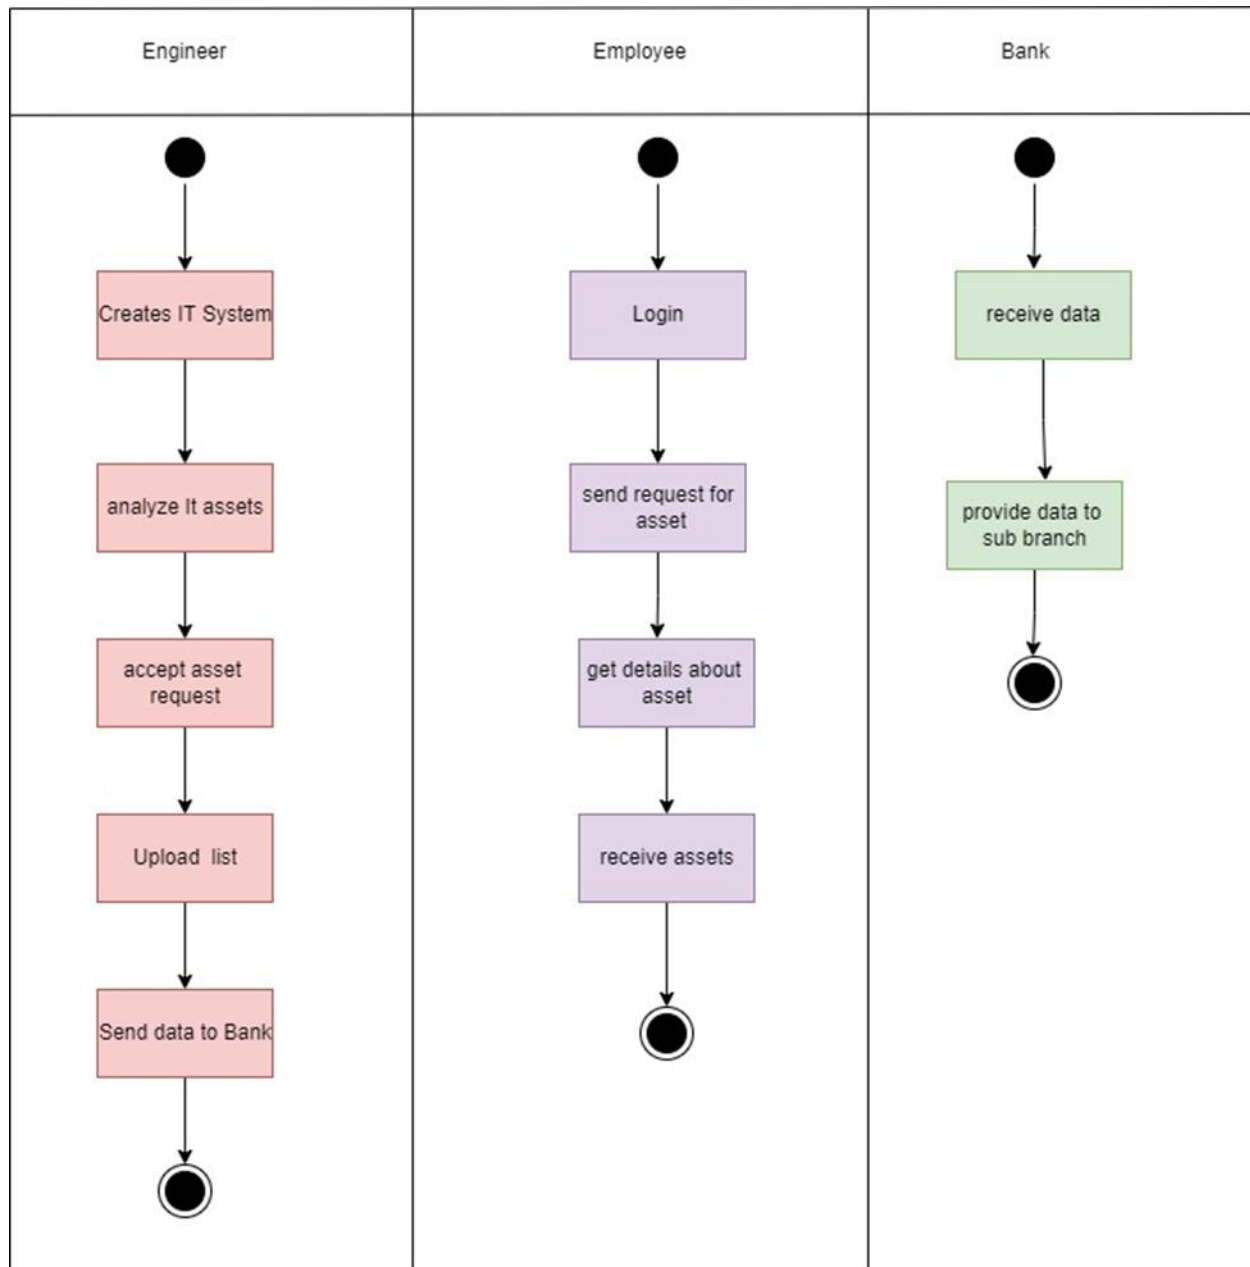 Engineer
Employee
Bank
Creates IT System
analyze It assets
accept asset
request
Upload  list
Send data to Bank
Login
send request for
asset
get details about
asset
receive assets
receive data
provide data to
sub branch